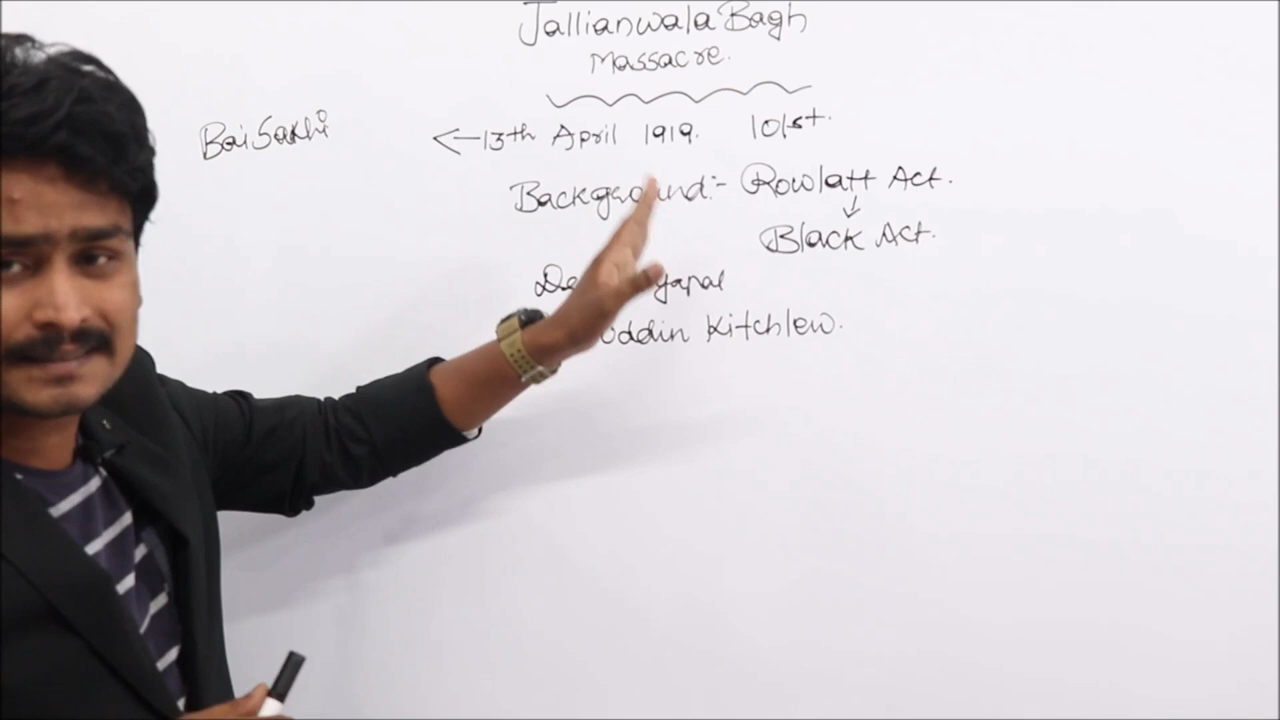 Jallianwala Bagh
Massacre.
BaiSakhi ← 13th April 1919. 101st.
Background:- Rowlatt Act.
↓
Black Act.
Kitchlew.